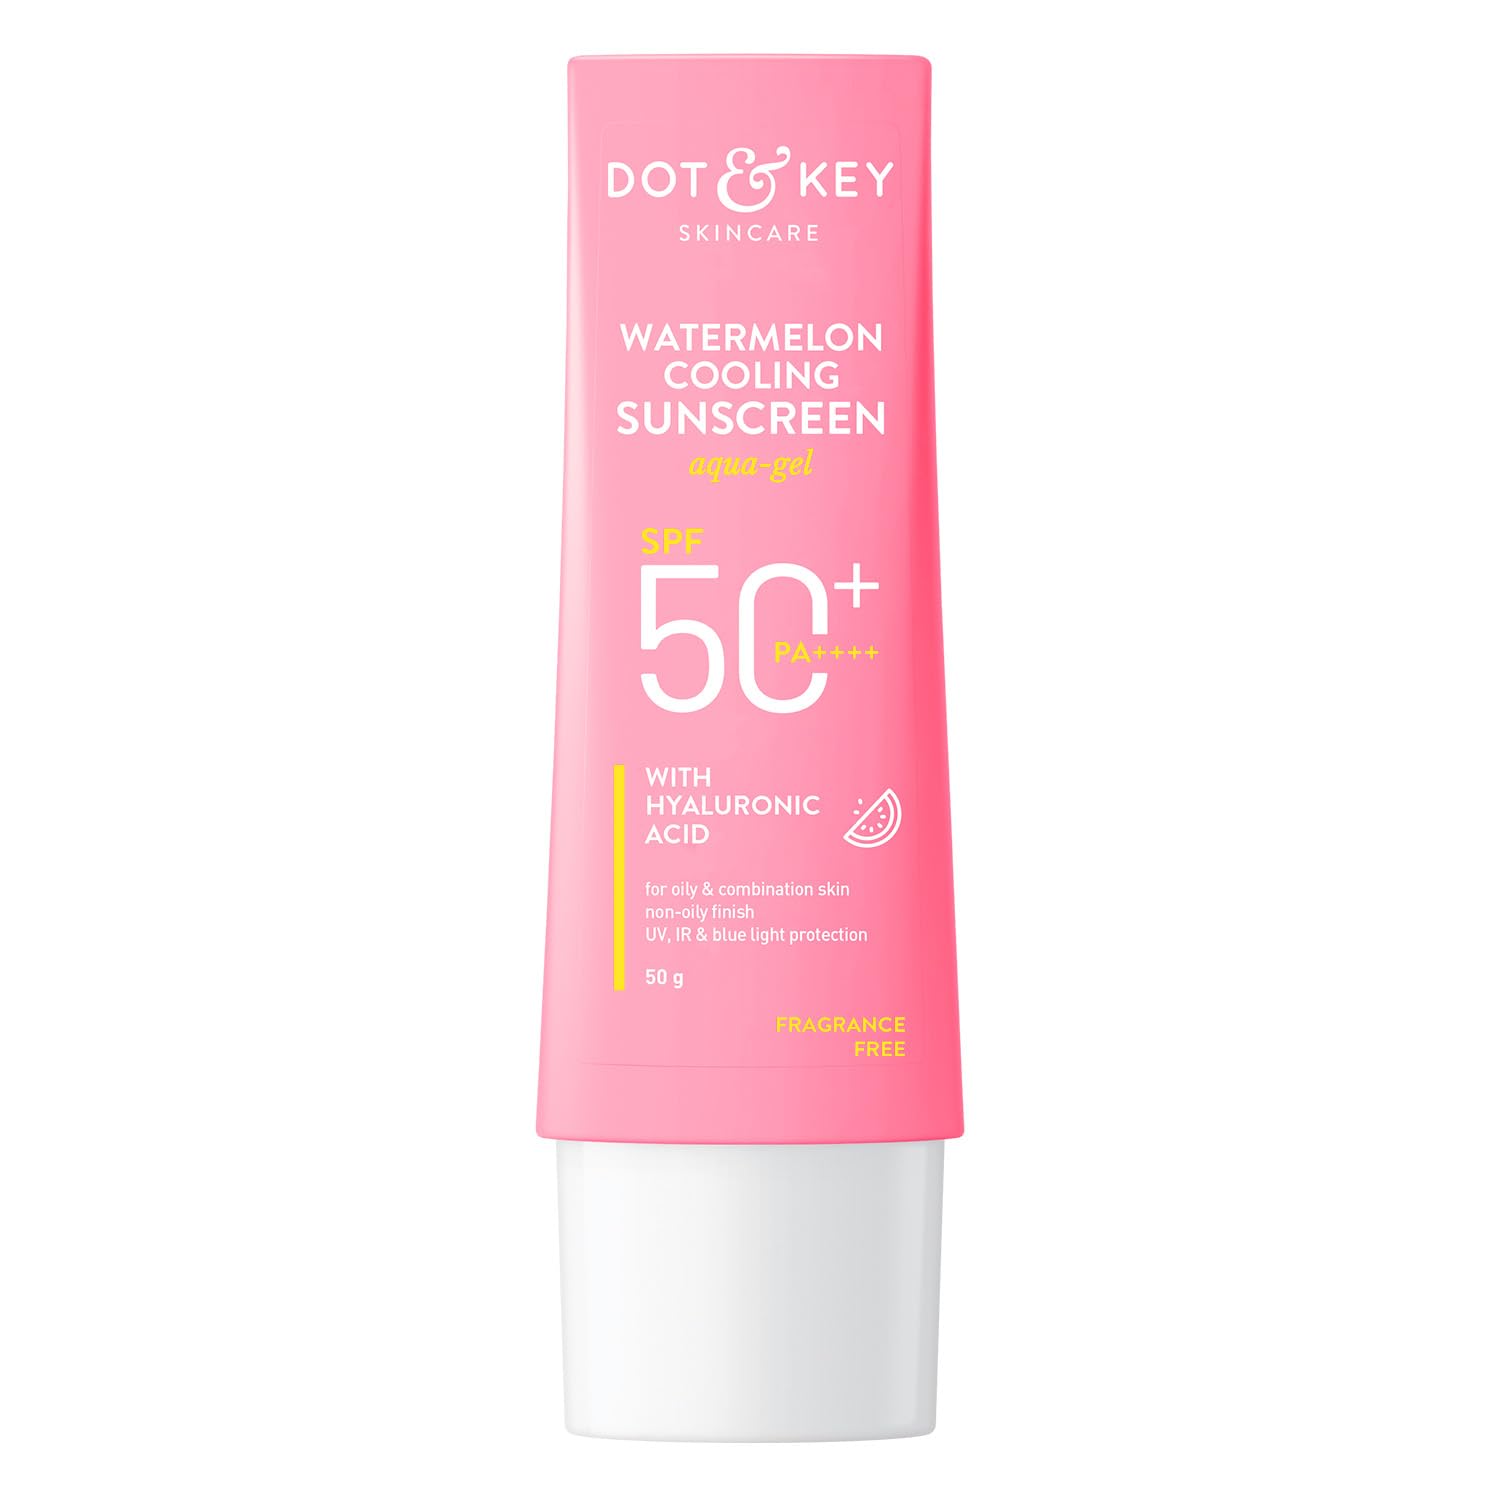 DOT & KEY
SKINCARE
WATERMELON
COOLING
SUNSCREEN
aqua-gel
SPF
50+
PA++++
WITH
HYALURONIC
ACID
for oily & combination skin
non-oily finish
UV, IR & blue light protection
50 g
FRAGRANCE
FREE